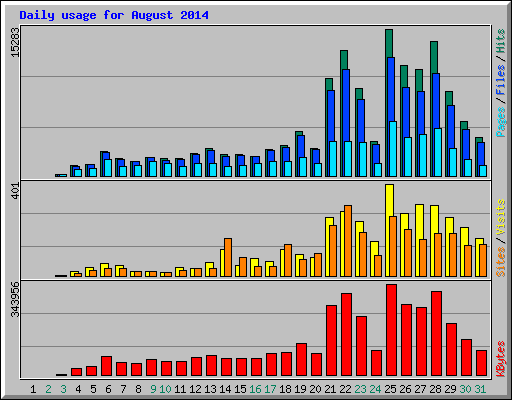 Daily usage for August 2014
15283
Pages / Files / Hits
401
Sites / Visits
343956
KBytes
1 2 3 4 5 6 7 8 9 10 11 12 13 14 15 16 17 18 19 20 21 22 23 24 25 26 27 28 29 30 31